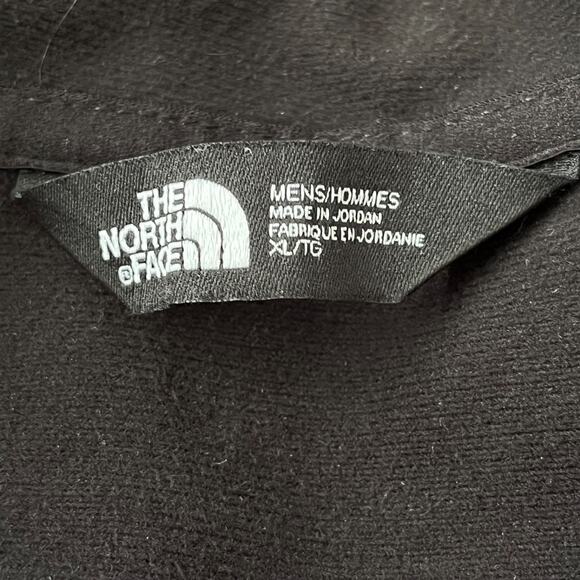 THE
NORTH
FACE
®
MENS/HOMMES
MADE IN JORDAN
FABRIQUE EN JORDANIE
XL/TG